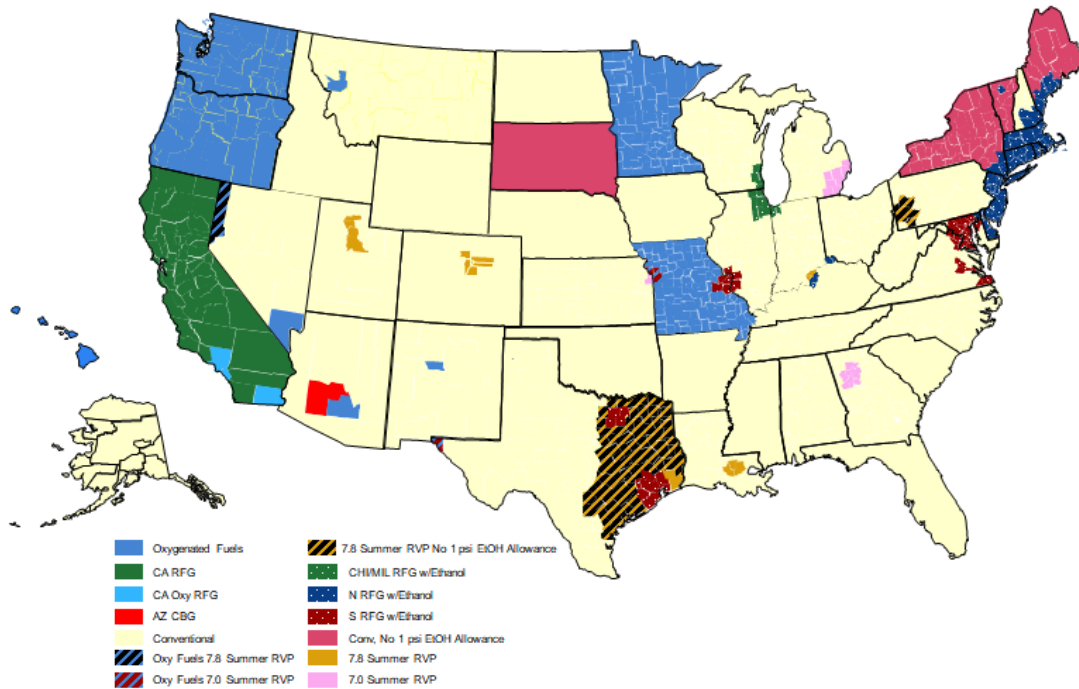 Oxygenated Fuels
CA RFG
CA Oxy RFG
AZ CBG
Conventional
Oxy Fuels 7.8 Summer RVP
Oxy Fuels 7.0 Summer RVP
7.8 Summer RVP No 1 psi EtOH Allowance
CHI/MIL RFG w/Ethanol
N RFG w/Ethanol
S RFG w/Ethanol
Conv, No 1 psi EtOH Allowance
7.8 Summer RVP
7.0 Summer RVP